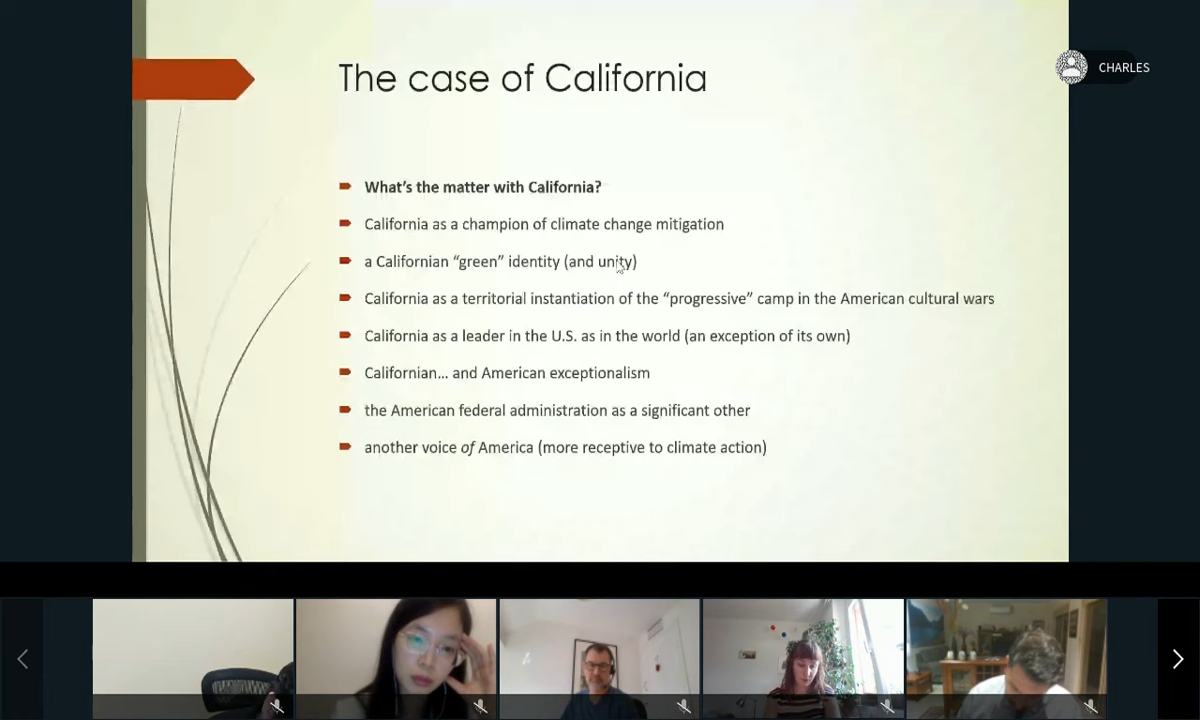 The case of California
CHARLES
What's the matter with California?
California as a champion of climate change mitigation
a Californian “green” identity (and unity)
California as a territorial instantiation of the “progressive” camp in the American cultural wars
California as a leader in the U.S. as in the world (an exception of its own)
Californian... and American exceptionalism
the American federal administration as a significant other
another voice of America (more receptive to climate action)